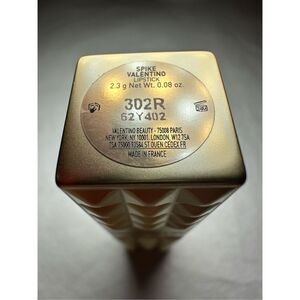 SPIKE
VALENTINO
LIPSTICK
2.3 g Net Wt. 0.08 oz.
302R
62Y402
VALENTINO BEAUTY - 75008 PARIS
NEW YORK, NY 10001. LONDON, W12 7SA
TSA 75000 93584 ST OUEN CEDEX FR
MADE IN FRANCE